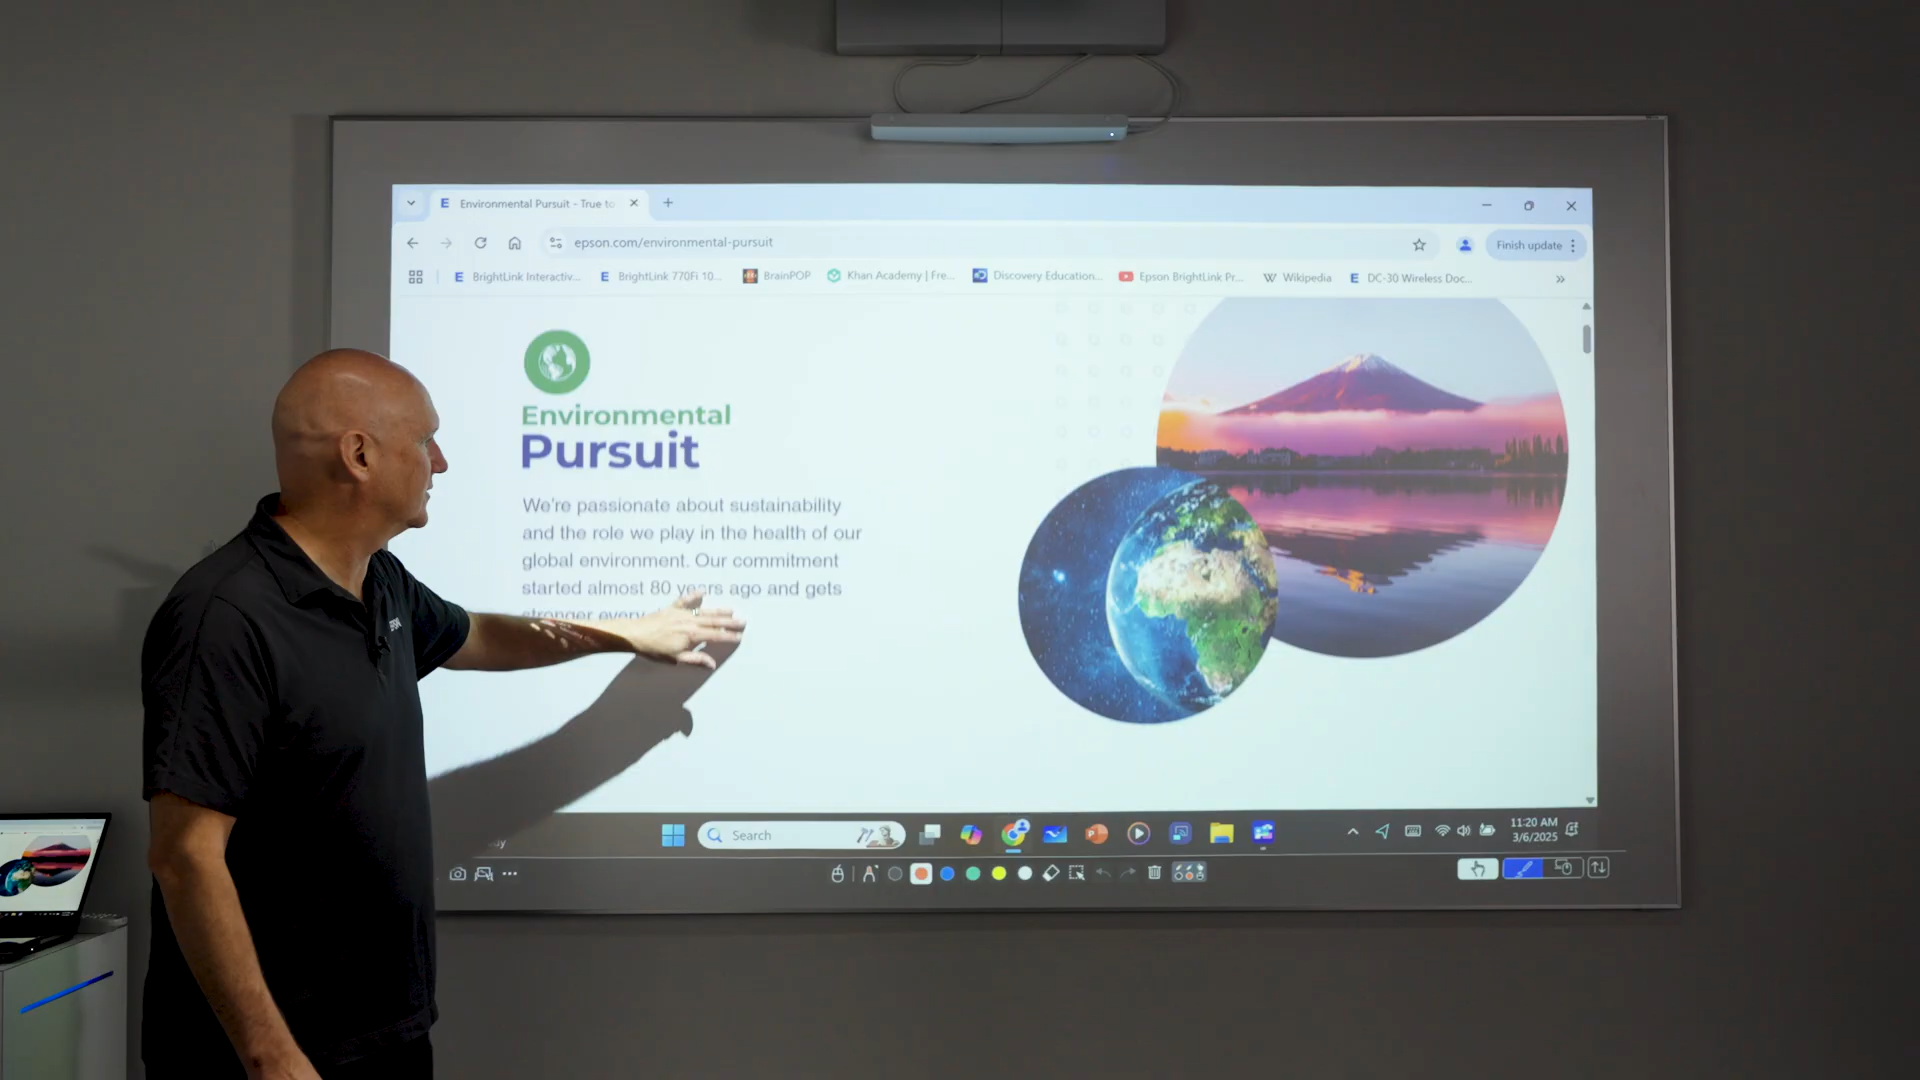 Environmental Pursuit - True to
epson.com/environmental-pursuit
Finish update
BrightLink Interactiv...
BrightLink 770Fi 10...
BrainPOP
Khan Academy | Fre...
Discovery Education...
Epson BrightLink Pr...
Wikipedia
DC-30 Wireless Doc...
Environmental
Pursuit
We're passionate about sustainability
and the role we play in the health of our
global environment. Our commitment
started almost 80 years ago and gets
stronger every
EPSON
Search
11:20 AM
3/6/2025